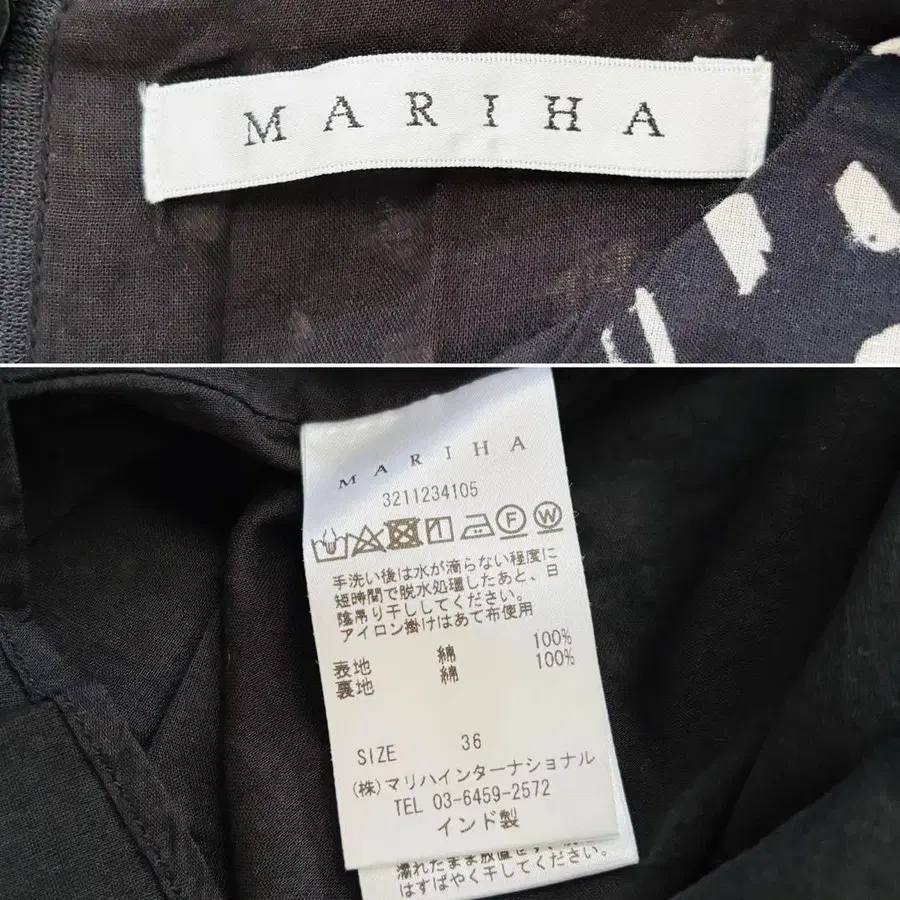 MARIHA
MARIHA
3211234105
F W
手洗い後は水が滴らない程度に
短時間で脱水処理したあと、日
陰吊り干ししてください。
アイロン掛けはあて布使用
表地 綿 100%
裏地 綿 100%
SIZE 36
(株)マリハインターナショナル
TEL 03-6459-2572
インド製
濡れたまま放置せず、
はすばやく干してください。